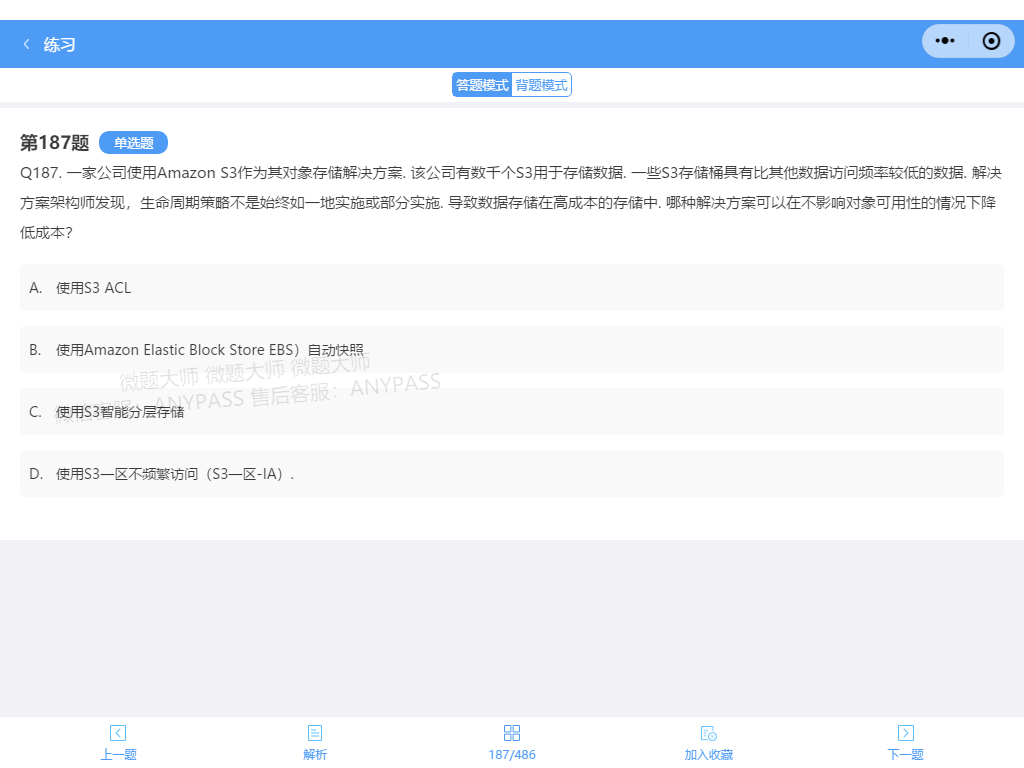 练习
答题模式 背题模式
第187题 单选题
Q187. 一家公司使用Amazon S3作为其对象存储解决方案. 该公司有数千个S3用于存储数据. 一些S3存储桶具有比其他数据访问频率较低的数据. 解决
方案架构师发现，生命周期策略不是始终如一地实施或部分实施. 导致数据存储在高成本的存储中. 哪种解决方案可以在不影响对象可用性的情况下降
低成本?
A. 使用S3 ACL
B. 使用Amazon Elastic Block Store EBS）自动快照
微题大师 微题大师 微题大师
微信客服：ANYPASS 售后客服：ANYPASS
C. 使用S3智能分层存储
D. 使用S3—区不频繁访问（S3—区-IA）.
上一题 解析 187/486 加入收藏 下一题